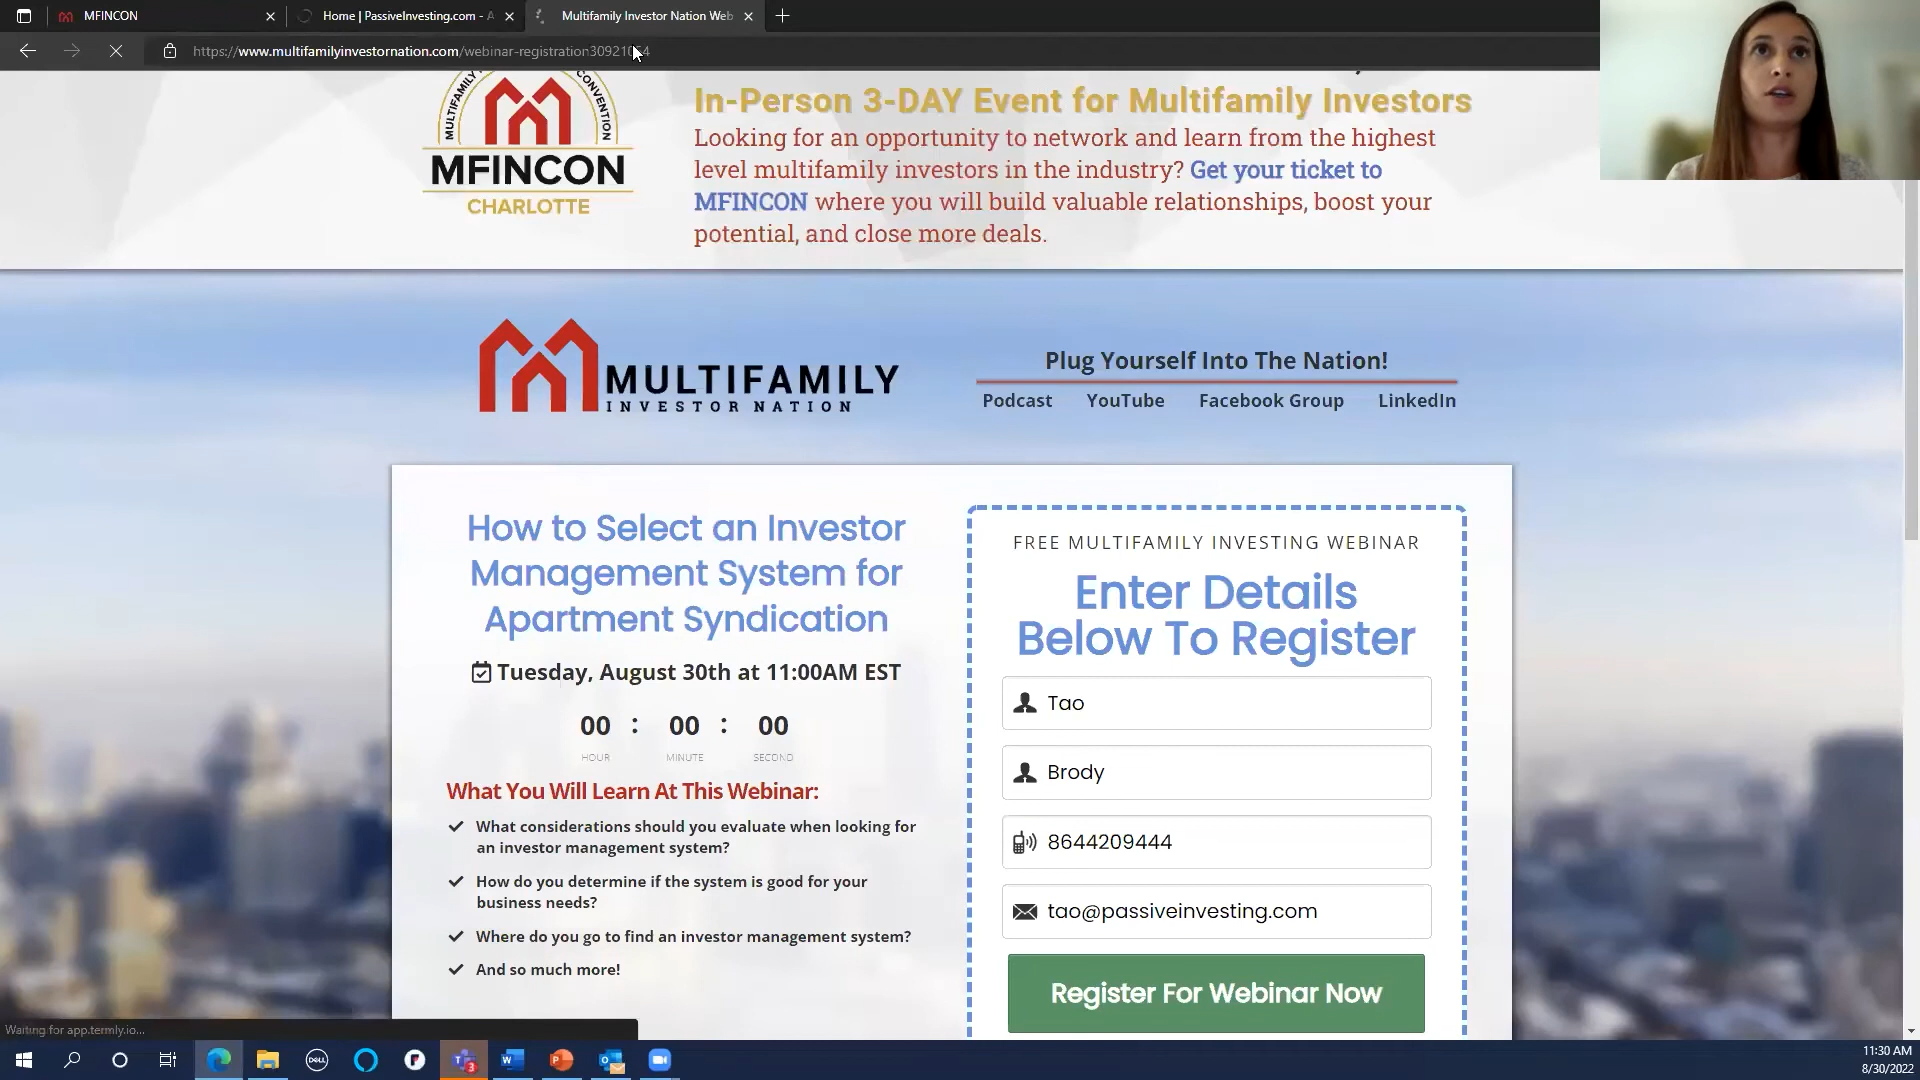 MFINCON
Home | PassiveInvesting.com - A
Multifamily Investor Nation Web
https://www.multifamilyinvestornation.com/webinar-registration30921
MULTIFAMILY
CONVENTION
MFINCON
CHARLOTTE
In-Person 3-DAY Event for Multifamily Investors
Looking for an opportunity to network and learn from the highest
level multifamily investors in the industry? Get your ticket to
MFINCON where you will build valuable relationships, boost your
potential, and close more deals.
MULTIFAMILY
INVESTOR NATION
Plug Yourself Into The Nation!
Podcast YouTube Facebook Group LinkedIn
How to Select an Investor
Management System for
Apartment Syndication
Tuesday, August 30th at 11:00AM EST
00 : 00 : 00
HOUR MINUTE SECOND
What You Will Learn At This Webinar:
What considerations should you evaluate when looking for
an investor management system?
How do you determine if the system is good for your
business needs?
Where do you go to find an investor management system?
And so much more!
FREE MULTIFAMILY INVESTING WEBINAR
Enter Details
Below To Register
Tao
Brody
8644209444
tao@passiveinvesting.com
Register For Webinar Now
Waiting for app.termly.io...
DELL
3
11:30 AM
8/30/2022